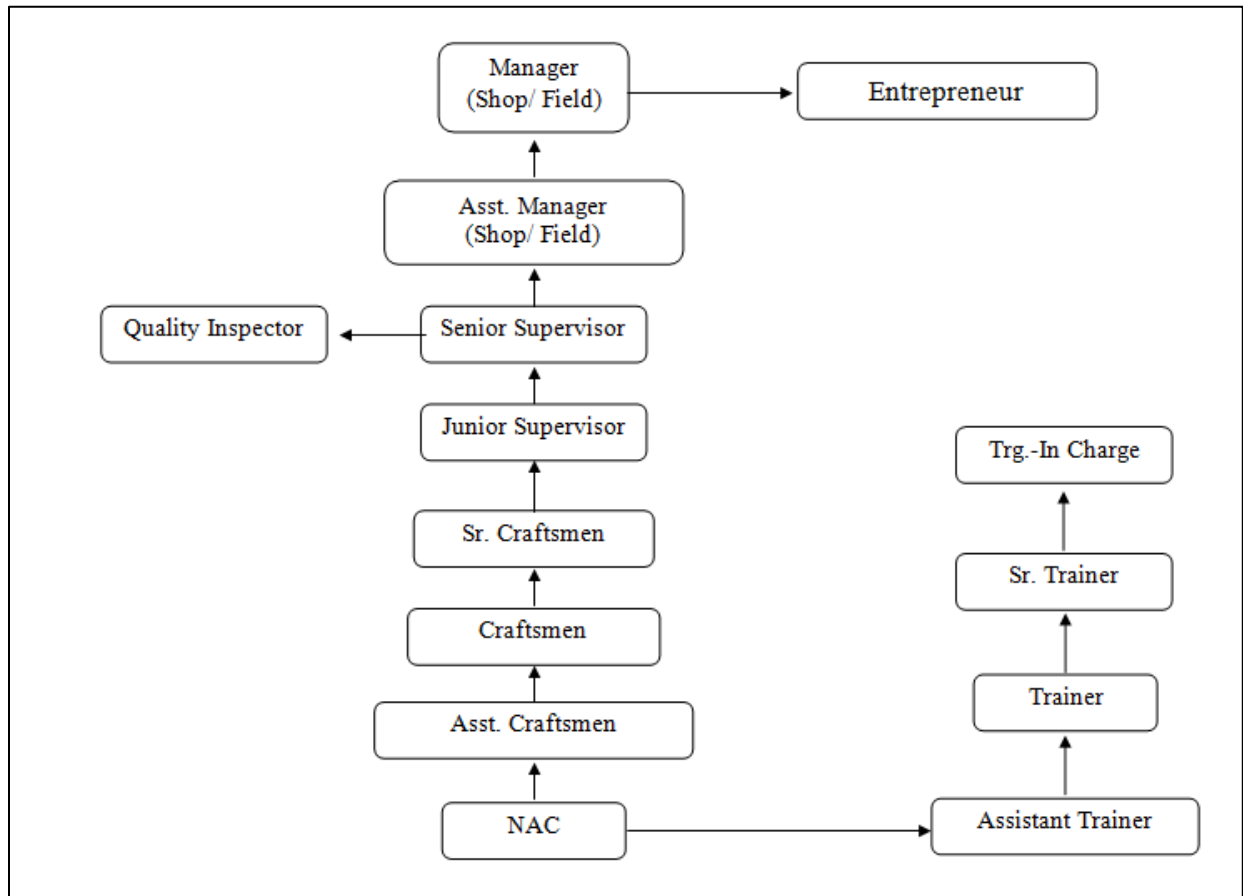 Manager
(Shop/ Field)
Entrepreneur
Asst. Manager
(Shop/ Field)
Quality Inspector
Senior Supervisor
Junior Supervisor
Trg.-In Charge
Sr. Craftsmen
Sr. Trainer
Craftsmen
Trainer
Asst. Craftsmen
NAC
Assistant Trainer